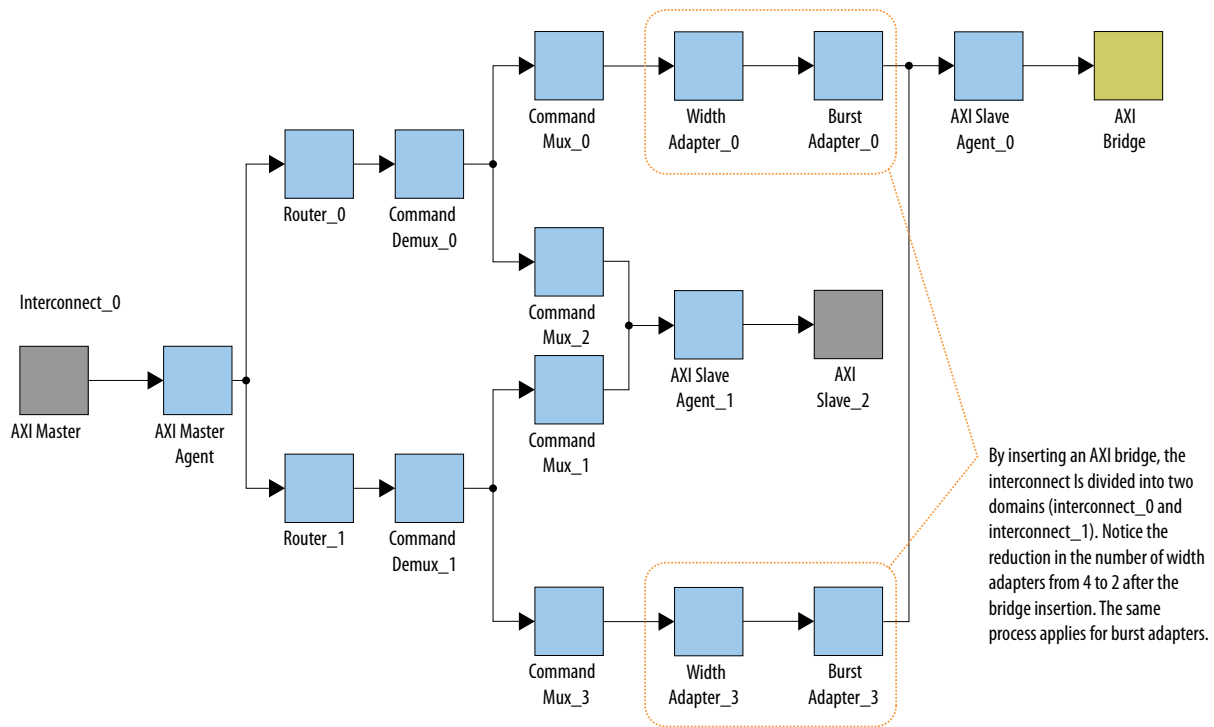 Command
Mux_0
Width
Adapter_0
Burst
Adapter_0
AXI Slave
Agent_0
AXI
Bridge
Router_0
Command
Demux_0
Interconnect_0
Command
Mux_2
AXI Slave
Agent_1
AXI
Slave_2
AXI Master
AXI Master
Agent
Command
Mux_1
Router_1
Command
Demux_1
By inserting an AXI bridge, the
interconnect Is divided into two
domains (interconnect_0 and
interconnect_1). Notice the
reduction in the number of width
adapters from 4 to 2 after the
bridge insertion. The same
process applies for burst adapters.
Command
Mux_3
Width
Adapter_3
Burst
Adapter_3